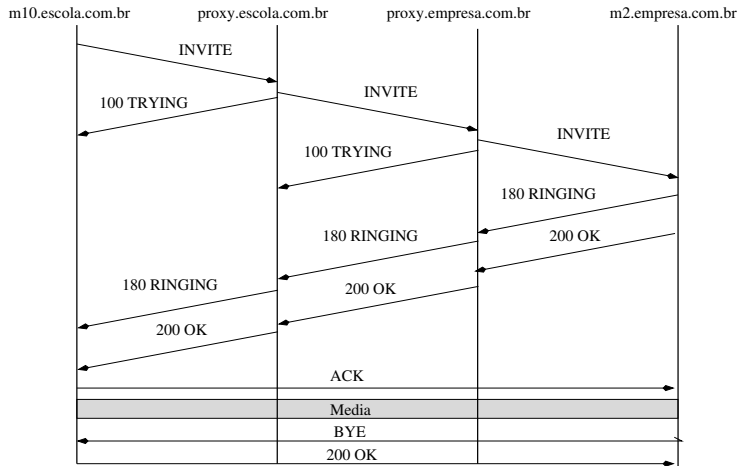 m10.escola.com.br proxy.escola.com.br proxy.empresa.com.br m2.empresa.com.br
INVITE
INVITE
100 TRYING
INVITE
100 TRYING
180 RINGING
180 RINGING
200 OK
180 RINGING
200 OK
200 OK
ACK
Media
BYE
200 OK